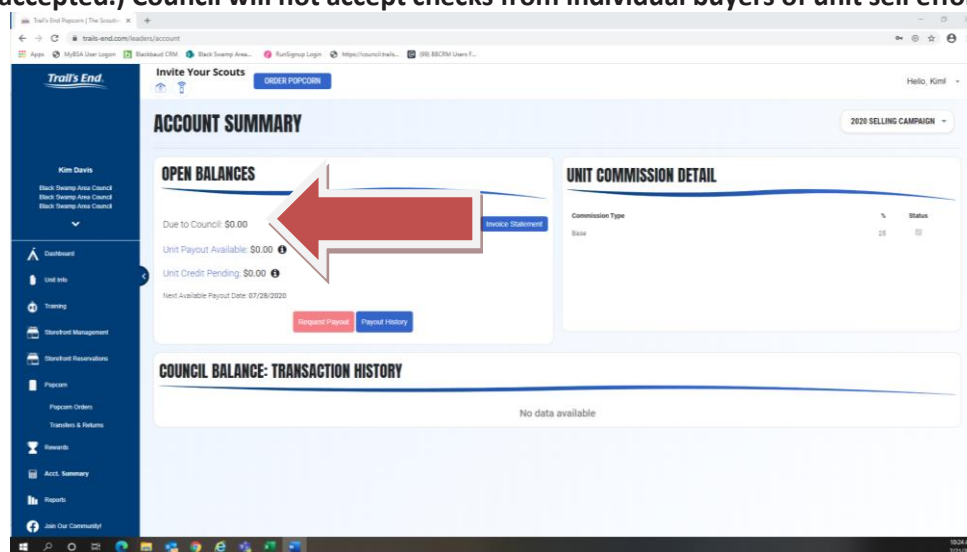 accepted.) Council will not accept checks from individual buyers of unit sell effor
Trail's End Popcorn | The Scout
trails-end.com/leaders/account
Apps MyBSA User Logon Blackbaud CRM Black Swamp Area... RunSignup Login https://council.trails... (99) BBCRM Users F...
Trail's End.
Invite Your Scouts
ORDER POPCORN
Hello, Kim!
ACCOUNT SUMMARY
2020 SELLING CAMPAIGN
Kim Davis
Black Swamp Area Council
Black Swamp Area Council
Black Swamp Area Council
Dashboard
Unit Info
Training
Storefront Management
Storefront Reservations
Popcorn
Popcorn Orders
Transfers & Returns
Rewards
Acct. Summary
Reports
Join Our Community!
OPEN BALANCES
Due to Council: $0.00
Invoice Statement
Unit Payout Available: $0.00
Unit Credit Pending: $0.00
Next Available Payout Date: 07/28/2020
Request Payout Payout History
UNIT COMMISSION DETAIL
Commission Type % Status
Base 25
COUNCIL BALANCE: TRANSACTION HISTORY
No data available
10:24 A